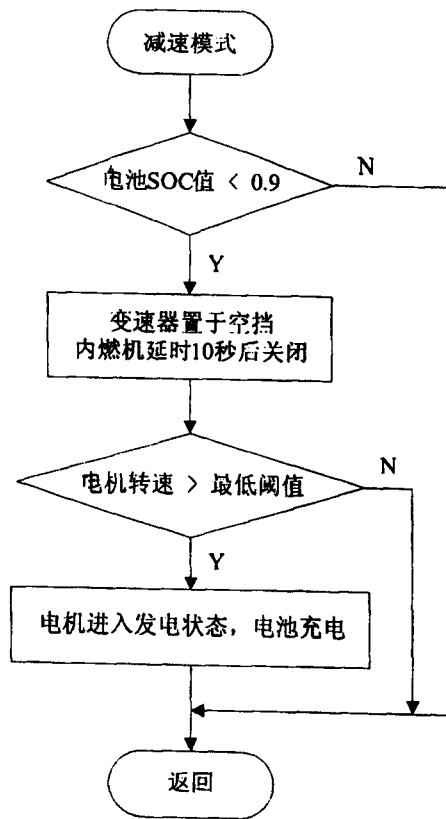 减速模式
电池SOC值 < 0.9
N
Y
变速器置于空挡
内燃机延时10秒后关闭
电机转速 > 最低阈值
N
Y
电机进入发电状态，电池充电
返回